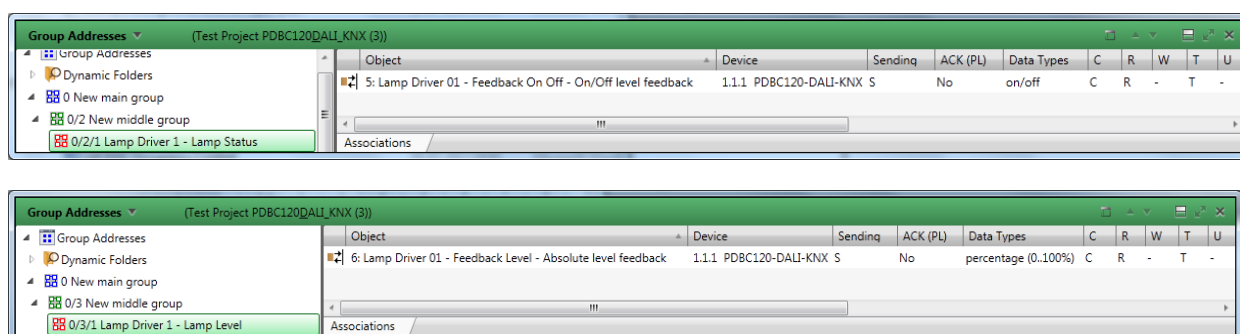 Group Addresses (Test Project PDBC120DALI_KNX (3))
Group Addresses
Dynamic Folders
0 New main group
0/2 New middle group
0/2/1 Lamp Driver 1 - Lamp Status
Object Device Sending ACK (PL) Data Types C R W T U
5: Lamp Driver 01 - Feedback On Off - On/Off level feedback 1.1.1 PDBC120-DALI-KNX S No on/off C R - T -
Associations
Group Addresses (Test Project PDBC120DALI_KNX (3))
Group Addresses
Dynamic Folders
0 New main group
0/3 New middle group
0/3/1 Lamp Driver 1 - Lamp Level
Object Device Sending ACK (PL) Data Types C R W T U
6: Lamp Driver 01 - Feedback Level - Absolute level feedback 1.1.1 PDBC120-DALI-KNX S No percentage (0..100%) C R - T -
Associations